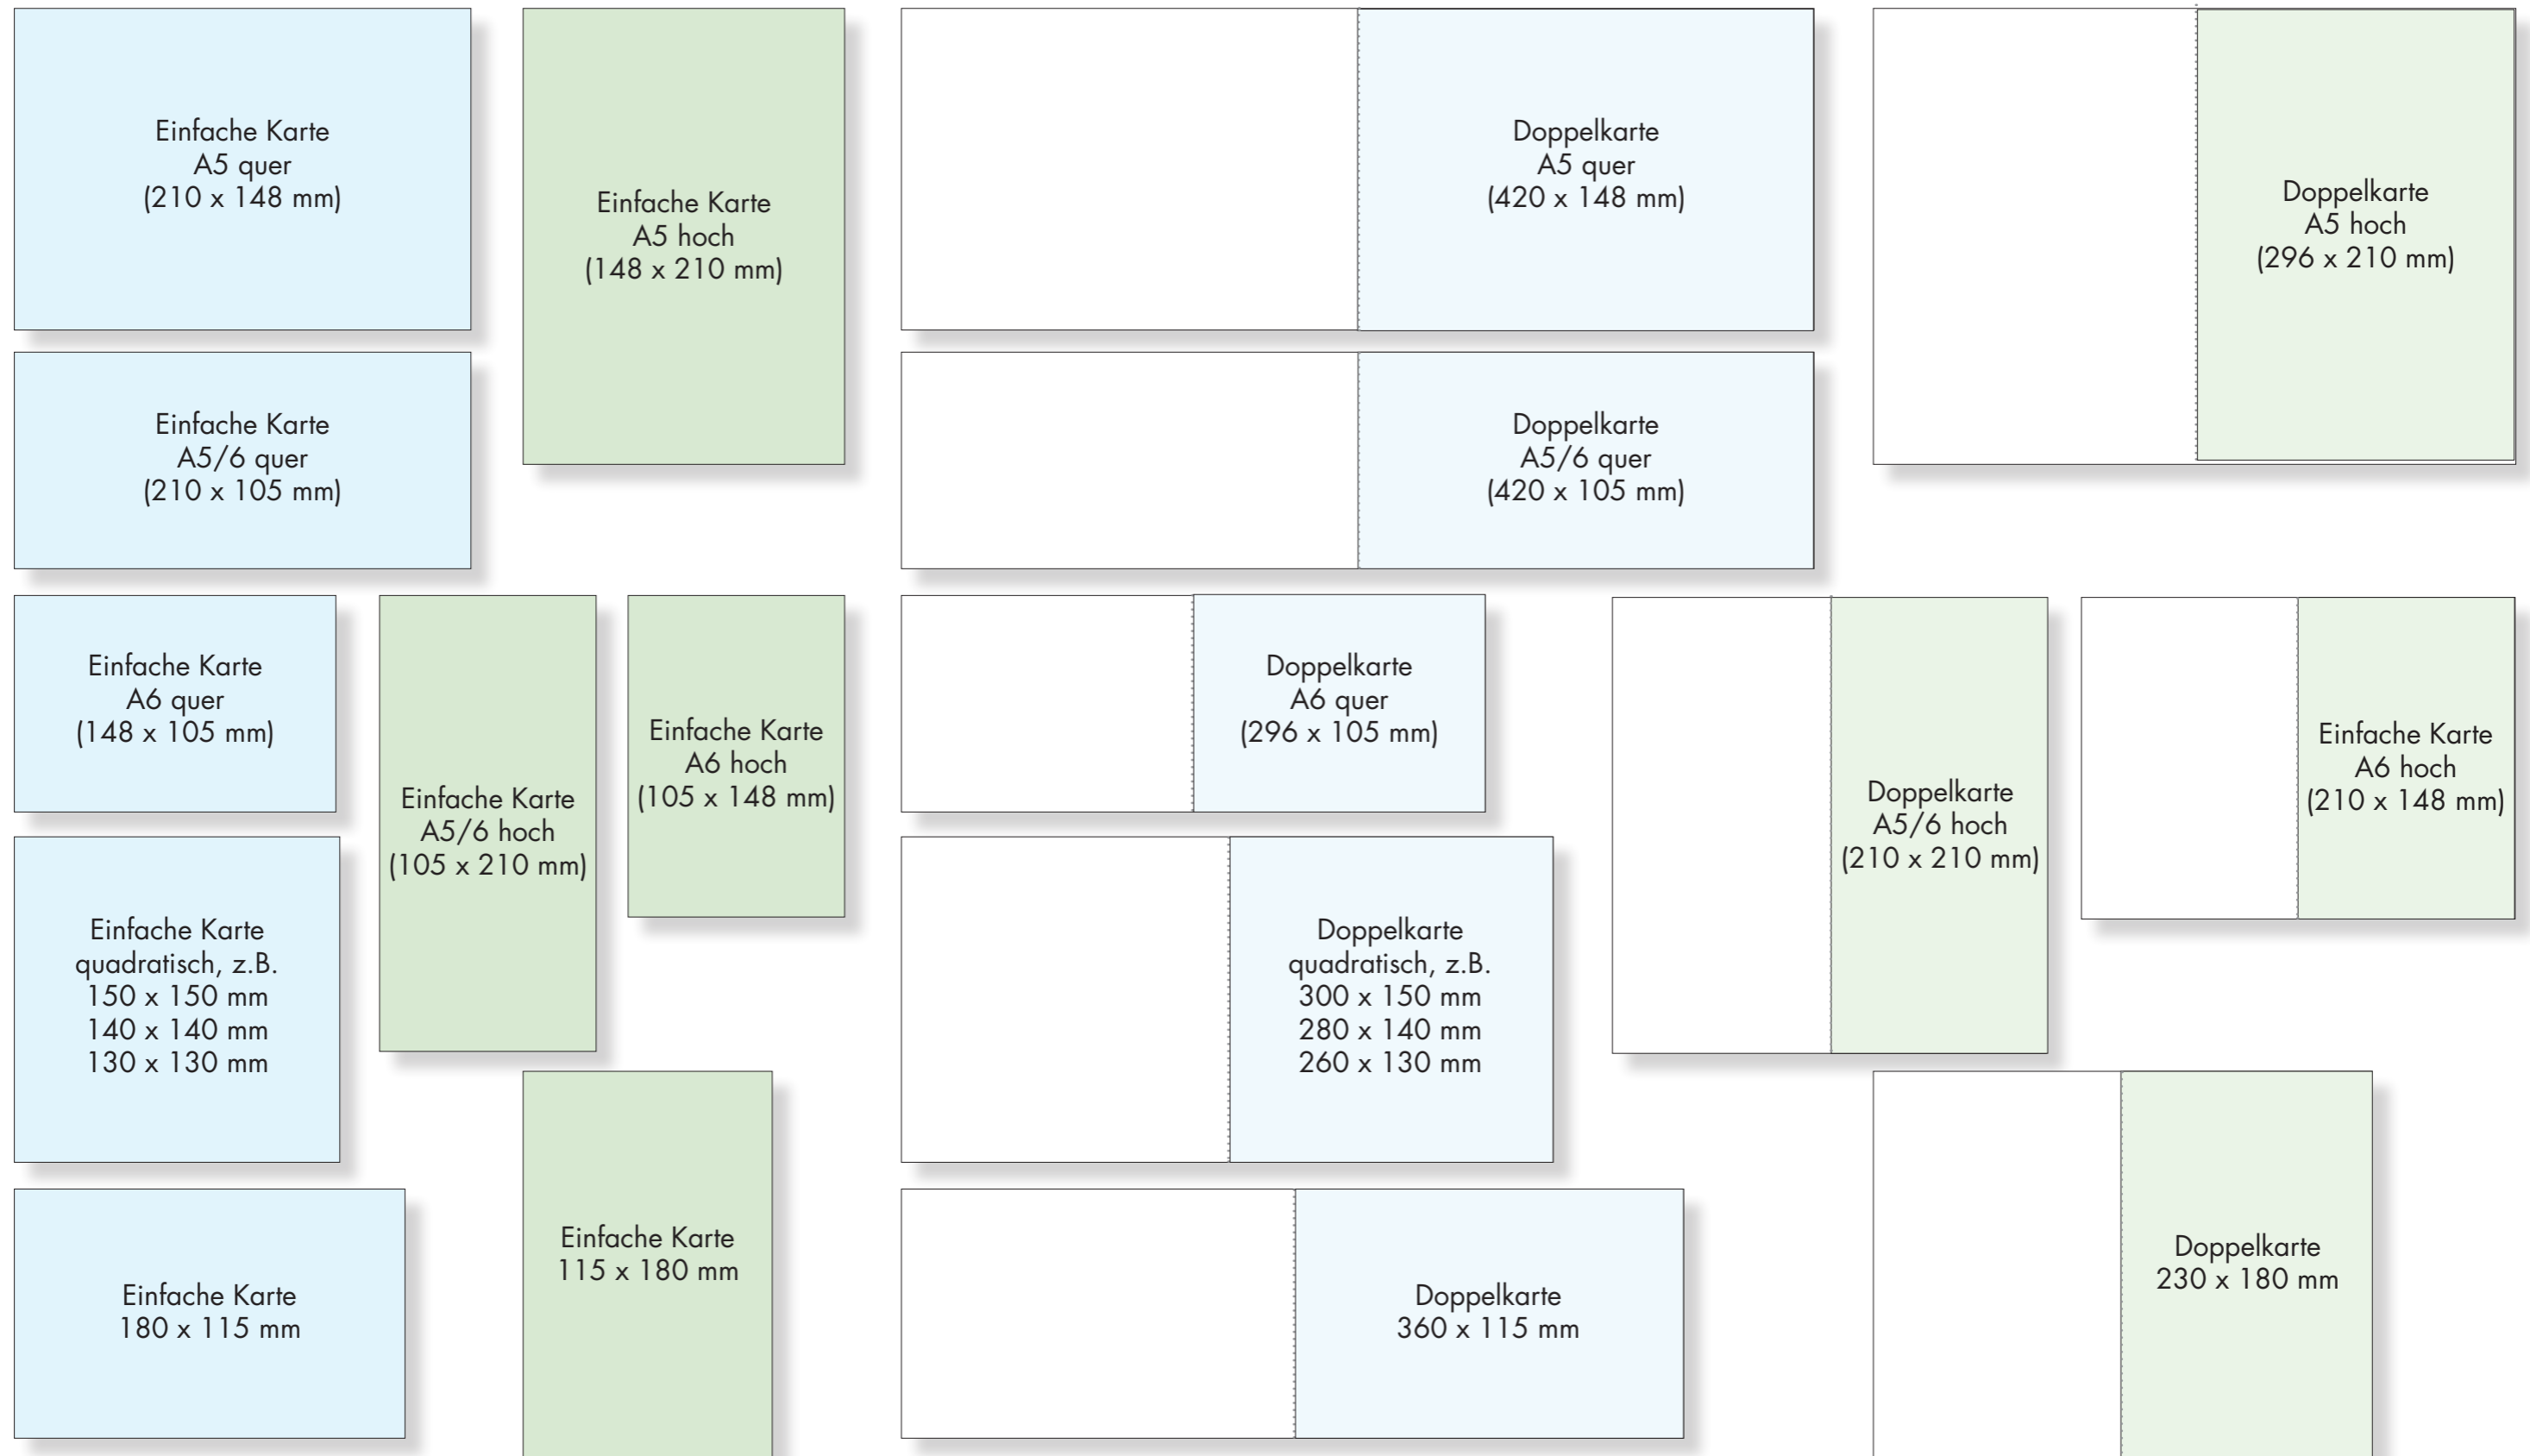 Einfache Karte
A5 quer
(210 x 148 mm)
Einfache Karte
A5 hoch
(148 x 210 mm)
Doppelkarte
A5 quer
(420 x 148 mm)
Doppelkarte
A5 hoch
(296 x 210 mm)
Einfache Karte
A5/6 quer
(210 x 105 mm)
Doppelkarte
A5/6 quer
(420 x 105 mm)
Einfache Karte
A6 quer
(148 x 105 mm)
Einfache Karte
A5/6 hoch
(105 x 210 mm)
Einfache Karte
A6 hoch
(105 x 148 mm)
Doppelkarte
A6 quer
(296 x 105 mm)
Doppelkarte
A5/6 hoch
(210 x 210 mm)
Einfache Karte
A6 hoch
(210 x 148 mm)
Einfache Karte
quadratisch, z.B.
150 x 150 mm
140 x 140 mm
130 x 130 mm
Doppelkarte
quadratisch, z.B.
300 x 150 mm
280 x 140 mm
260 x 130 mm
Einfache Karte
180 x 115 mm
Einfache Karte
115 x 180 mm
Doppelkarte
360 x 115 mm
Doppelkarte
230 x 180 mm